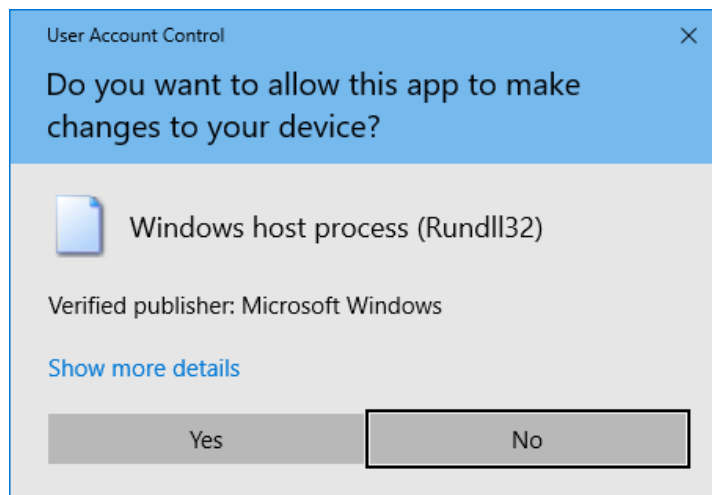 User Account Control
Do you want to allow this app to make
changes to your device?
Windows host process (Rundll32)
Verified publisher: Microsoft Windows
Show more details
Yes
No